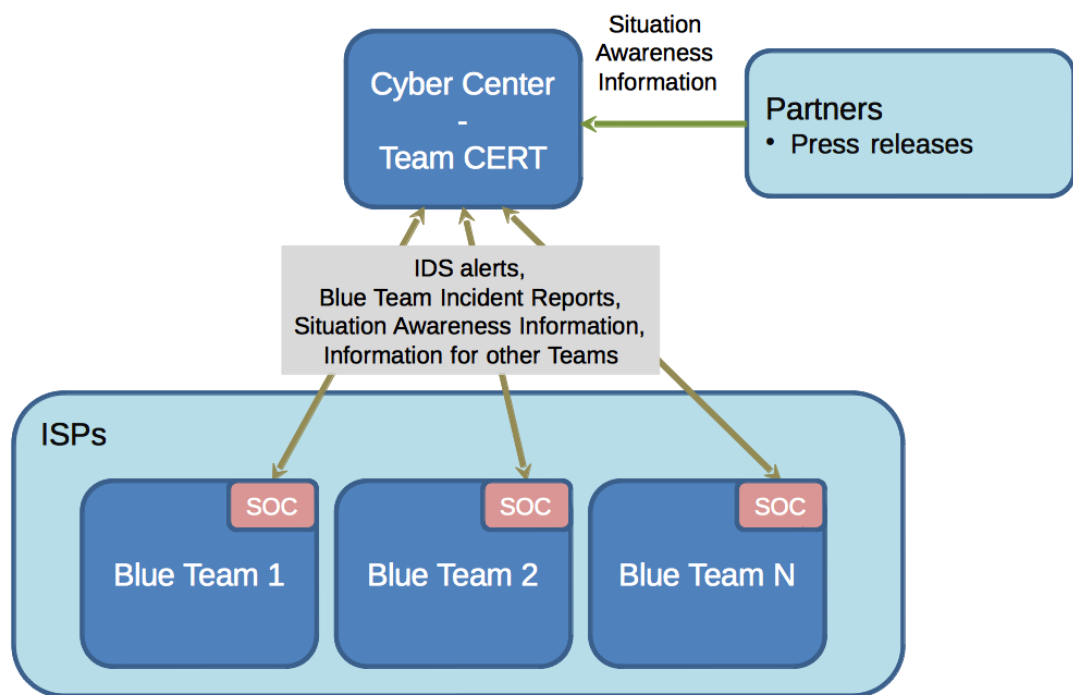 Situation
Awareness
Information
Cyber Center
-
Team CERT
Partners
• Press releases
IDS alerts,
Blue Team Incident Reports,
Situation Awareness Information,
Information for other Teams
ISPs
SOC
SOC
SOC
Blue Team 1
Blue Team 2
Blue Team N